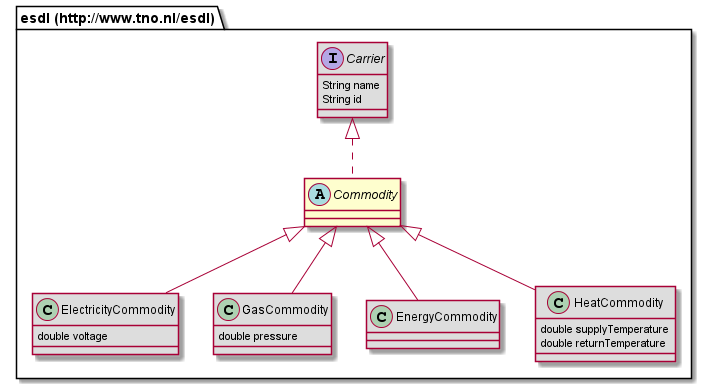 esdl (http://www.tno.nl/esdl)
I Carrier
String name
String id
A Commodity
C ElectricityCommodity
double voltage
C GasCommodity
double pressure
C EnergyCommodity
C HeatCommodity
double supplyTemperature
double returnTemperature